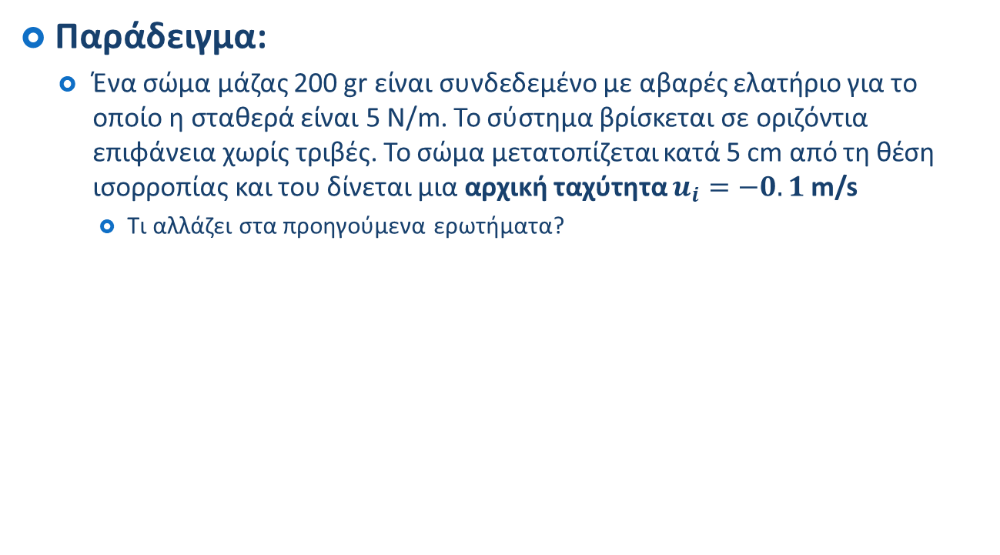 Παράδειγμα:
Ένα σώμα μάζας 200 gr είναι συνδεδεμένο με αβαρές ελατήριο για το
οποίο η σταθερά είναι 5 N/m. Το σύστημα βρίσκεται σε οριζόντια
επιφάνεια χωρίς τριβές. Το σώμα μετατοπίζεται κατά 5 cm από τη θέση
ισορροπίας και του δίνεται μια αρχική ταχύτητα 𝒖𝒊 = −𝟎. 𝟏 m/s
Τι αλλάζει στα προηγούμενα ερωτήματα?